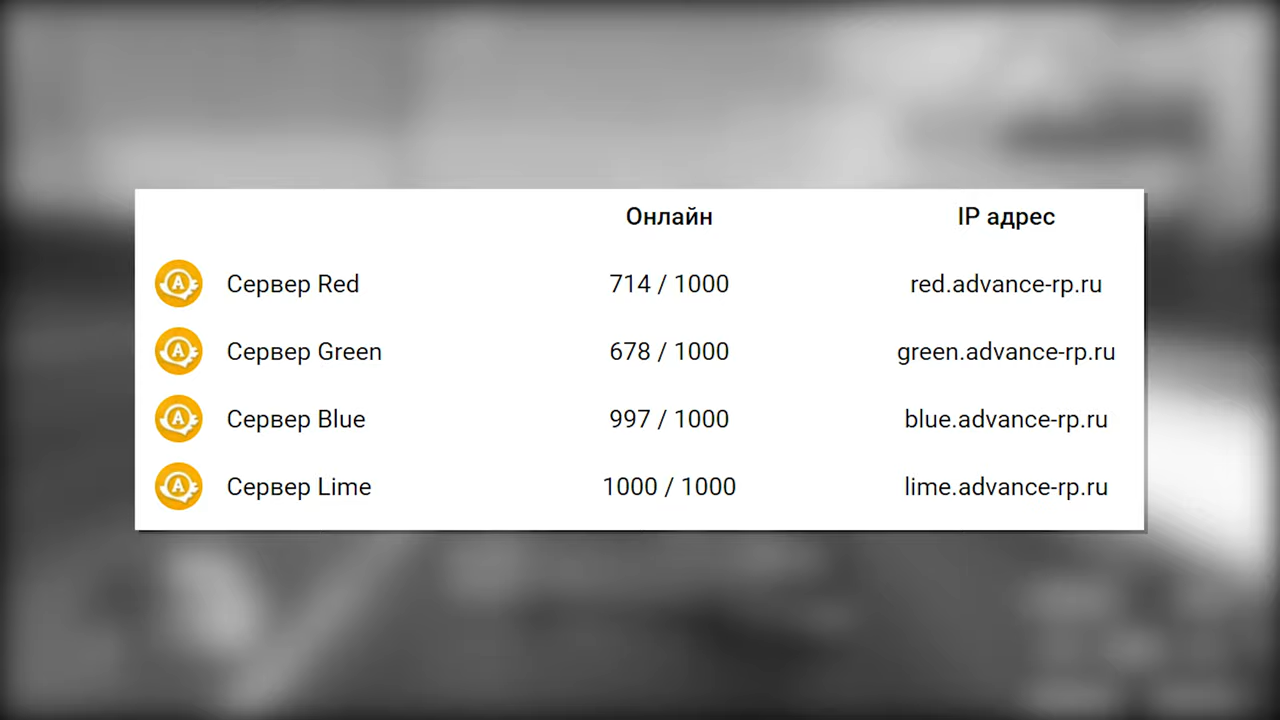 Онлайн IP адрес
A Сервер Red 714 / 1000 red.advance-rp.ru
A Сервер Green 678 / 1000 green.advance-rp.ru
A Сервер Blue 997 / 1000 blue.advance-rp.ru
A Сервер Lime 1000 / 1000 lime.advance-rp.ru